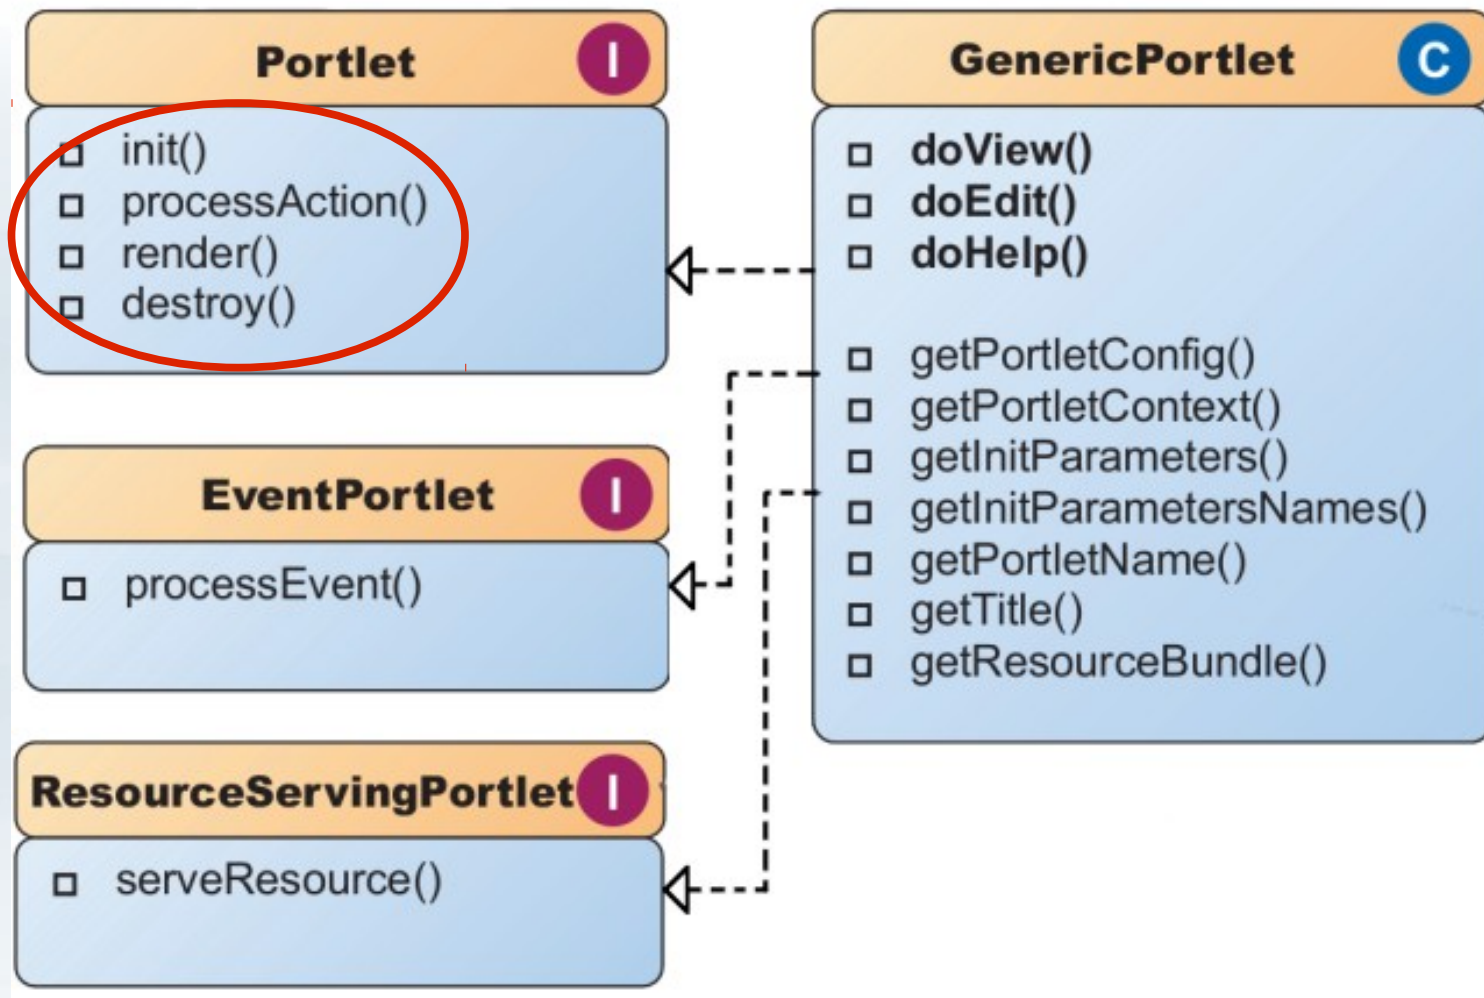 Portlet I
init()
processAction()
render()
destroy()
EventPortlet I
processEvent()
ResourceServingPortlet I
serveResource()
GenericPortlet C
doView()
doEdit()
doHelp()
getPortletConfig()
getPortletContext()
getInitParameters()
getInitParametersNames()
getPortletName()
getTitle()
getResourceBundle()